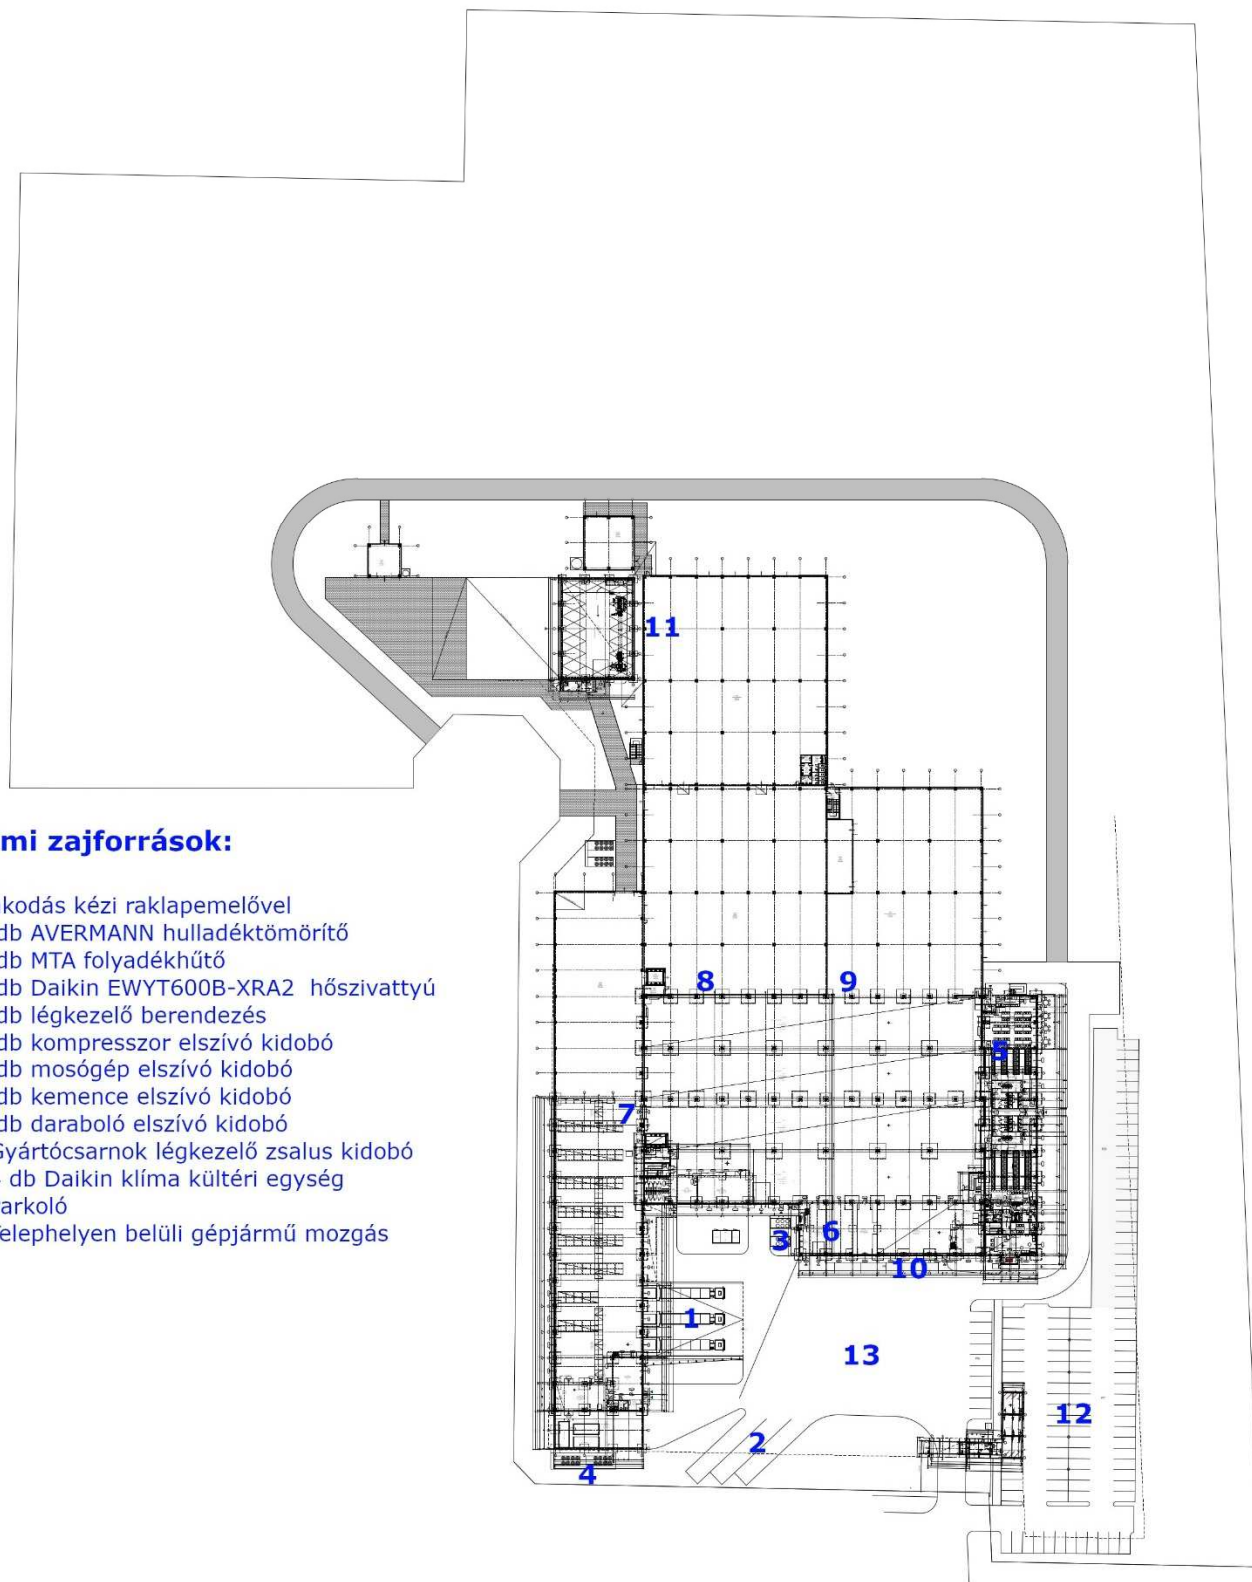 mi zajforrások:
kodás kézi raklapemelővel
db AVERMANN hulladéktömörítő
db MTA folyadékhűtő
db Daikin EWYT600B-XRA2 hőszivattyú
db légkezelő berendezés
db kompresszor elszívó kidobó
db mosógép elszívó kidobó
db kemence elszívó kidobó
db daraboló elszívó kidobó
Gyártócsarnok légkezelő zsalus kidobó
db Daikin klíma kültéri egység
arkoló
Telephelyen belüli gépjármű mozgás
11
8
9
5
7
3
6
10
1
13
12
2
4